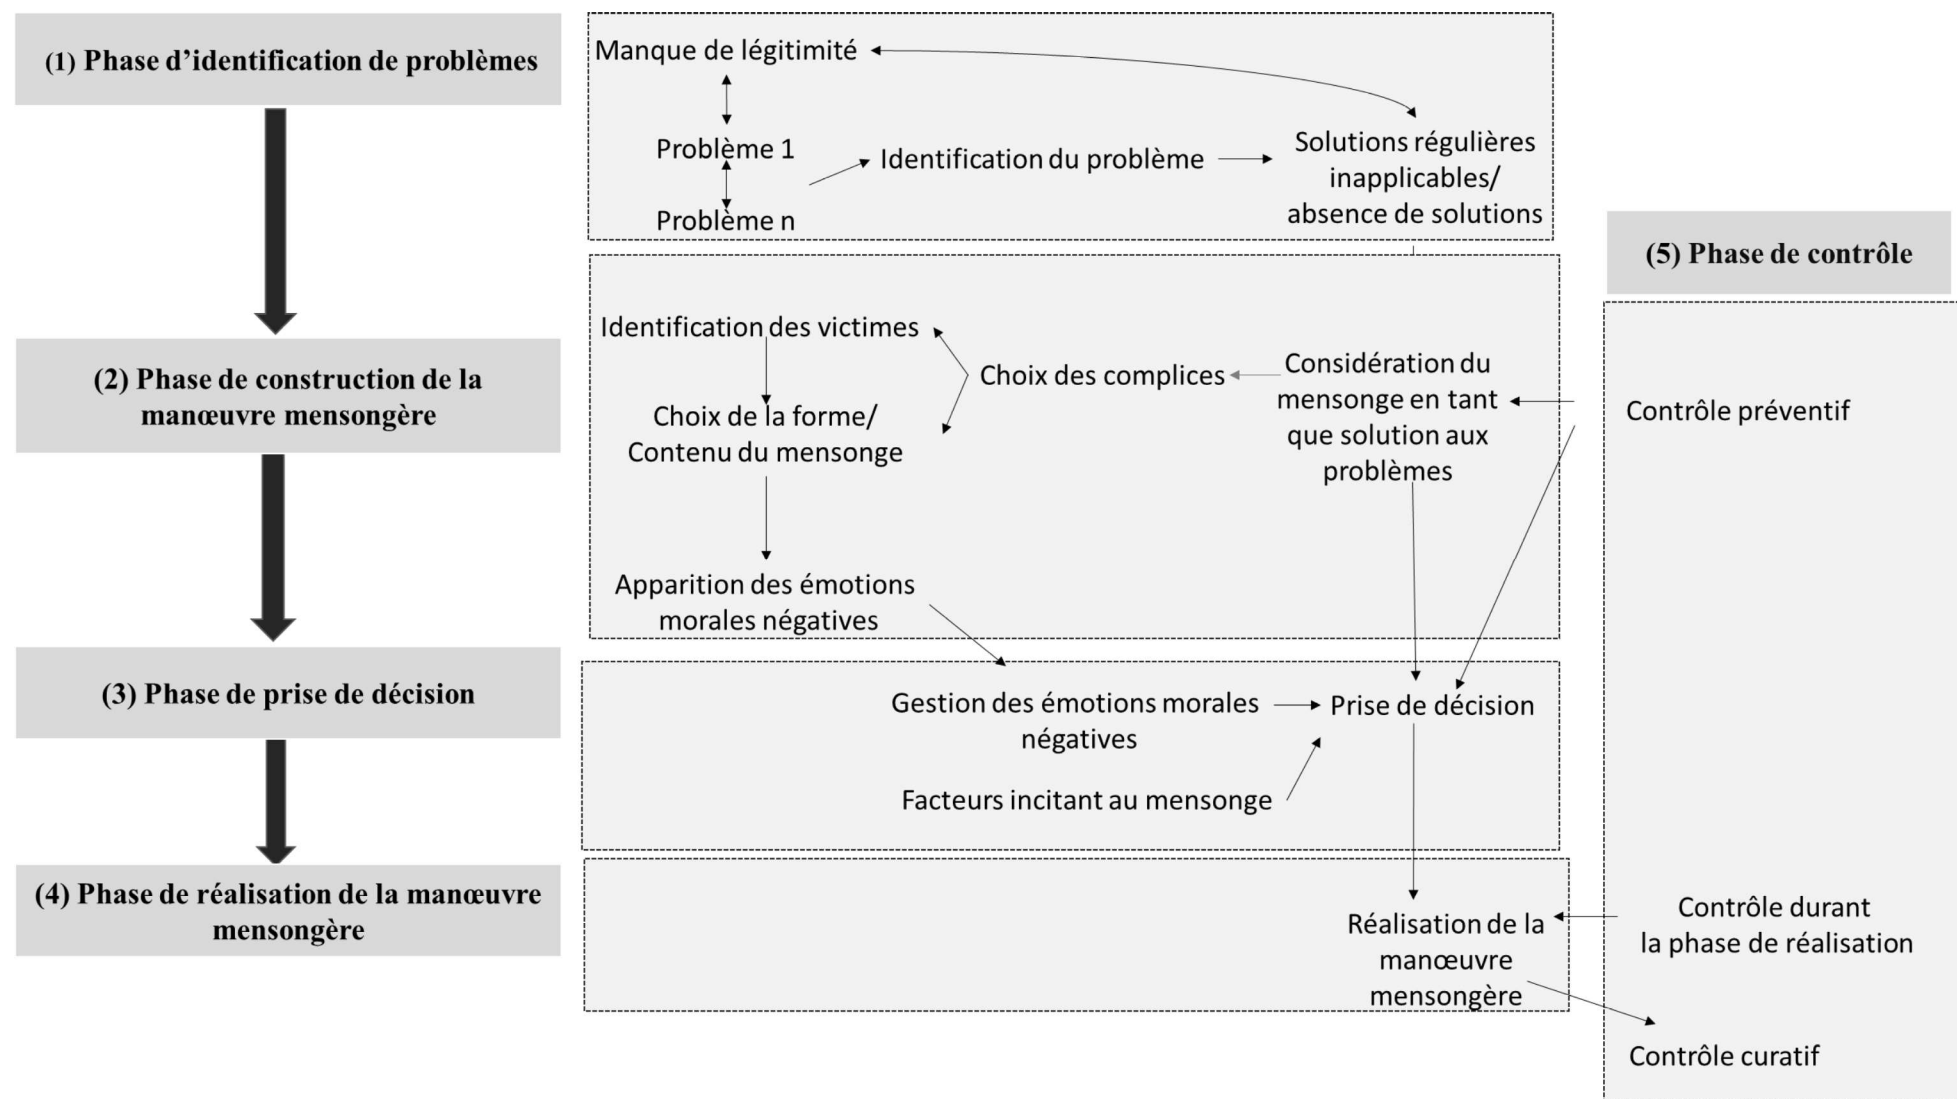 (1) Phase d’identification de problèmes
Manque de légitimité
Problème 1
Problème n
Identification du problème
Solutions régulières
inapplicables/
absence de solutions
(2) Phase de construction de la
manœuvre mensongère
Identification des victimes
Choix de la forme/
Contenu du mensonge
Choix des complices
Considération du
mensonge en tant
que solution aux
problèmes
Apparition des émotions
morales négatives
(3) Phase de prise de décision
Gestion des émotions morales
négatives
Prise de décision
Facteurs incitant au mensonge
(4) Phase de réalisation de la manœuvre
mensongère
Réalisation de la
manœuvre
mensongère
(5) Phase de contrôle
Contrôle préventif
Contrôle durant
la phase de réalisation
Contrôle curatif